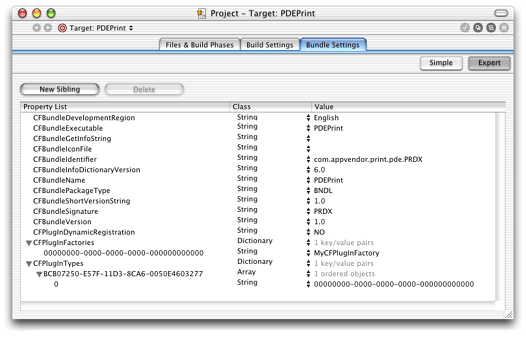 Project - Target: PDEPrint
Target: PDEPrint
Files & Build Phases Build Settings Bundle Settings
Simple Expert
New Sibling Delete
Property List Class Value
CFBundleDevelopmentRegion String English
CFBundleExecutable String PDEPrint
CFBundleGetInfoString String
CFBundleIconFile String
CFBundleIdentifier String com.appvendor.print.pde.PRDX
CFBundleInfoDictionaryVersion String 6.0
CFBundleName String PDEPrint
CFBundlePackageType String BNDL
CFBundleShortVersionString String 1.0
CFBundleSignature String PRDX
CFBundleVersion String 1.0
CFPlugInDynamicRegistration String NO
CFPlugInFactories Dictionary 1 key/value pairs
00000000-0000-0000-0000-000000000000 String MyCFPlugInFactory
CFPlugInTypes Dictionary 1 key/value pairs
BCB07250-E57F-11D3-8CA6-0050E4603277 Array 1 ordered objects
0 String 00000000-0000-0000-0000-000000000000